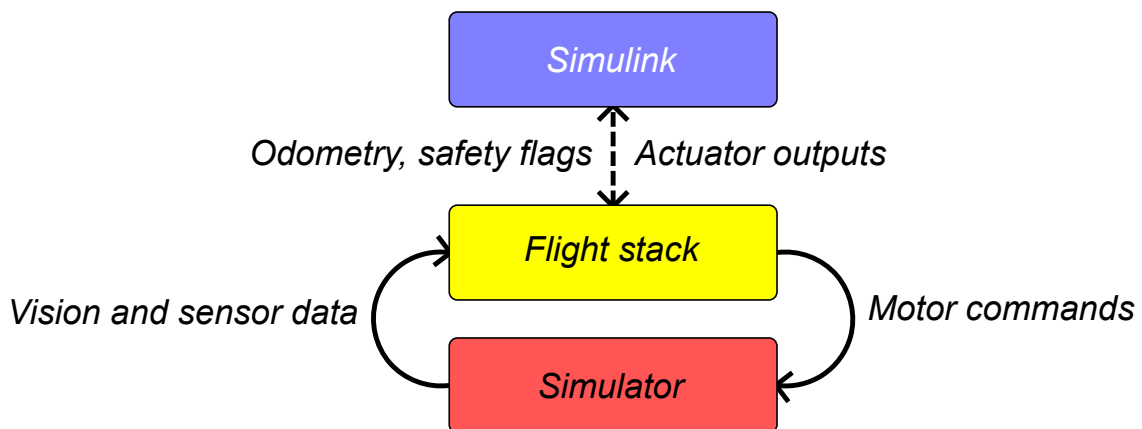 Simulink
Odometry, safety flags
Actuator outputs
Flight stack
Vision and sensor data
Motor commands
Simulator